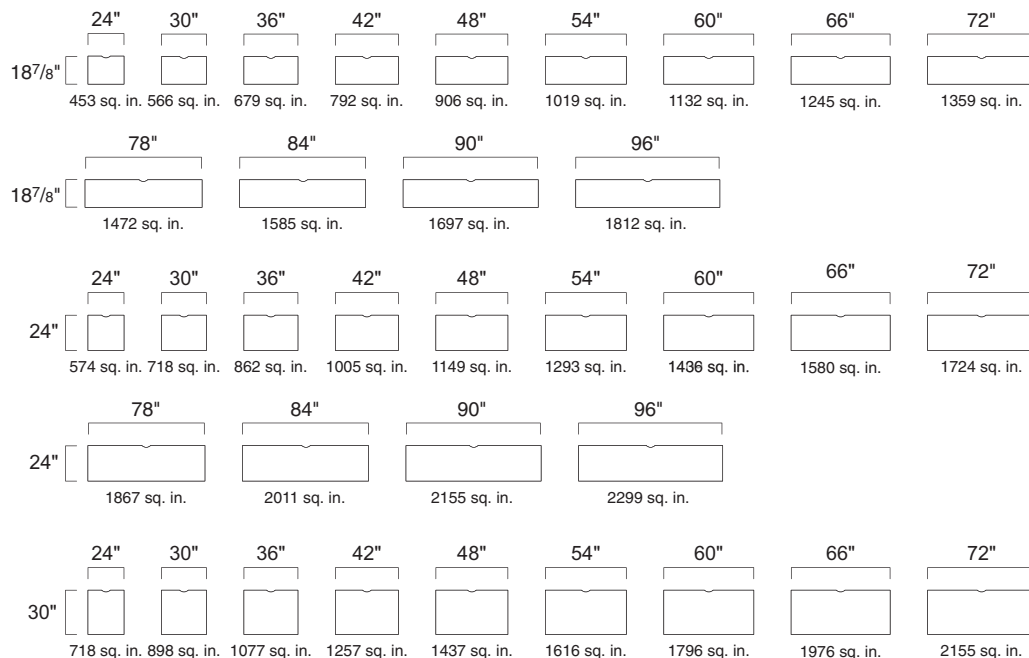 24" 30" 36" 42" 48" 54" 60" 66" 72"
18 7/8"
453 sq. in. 566 sq. in. 679 sq. in. 792 sq. in. 906 sq. in. 1019 sq. in. 1132 sq. in. 1245 sq. in. 1359 sq. in.
78" 84" 90" 96"
18 7/8"
1472 sq. in. 1585 sq. in. 1697 sq. in. 1812 sq. in.
24" 30" 36" 42" 48" 54" 60" 66" 72"
24"
574 sq. in. 718 sq. in. 862 sq. in. 1005 sq. in. 1149 sq. in. 1293 sq. in. 1436 sq. in. 1580 sq. in. 1724 sq. in.
78" 84" 90" 96"
24"
1867 sq. in. 2011 sq. in. 2155 sq. in. 2299 sq. in.
24" 30" 36" 42" 48" 54" 60" 66" 72"
30"
718 sq. in. 898 sq. in. 1077 sq. in. 1257 sq. in. 1437 sq. in. 1616 sq. in. 1796 sq. in. 1976 sq. in. 2155 sq. in.